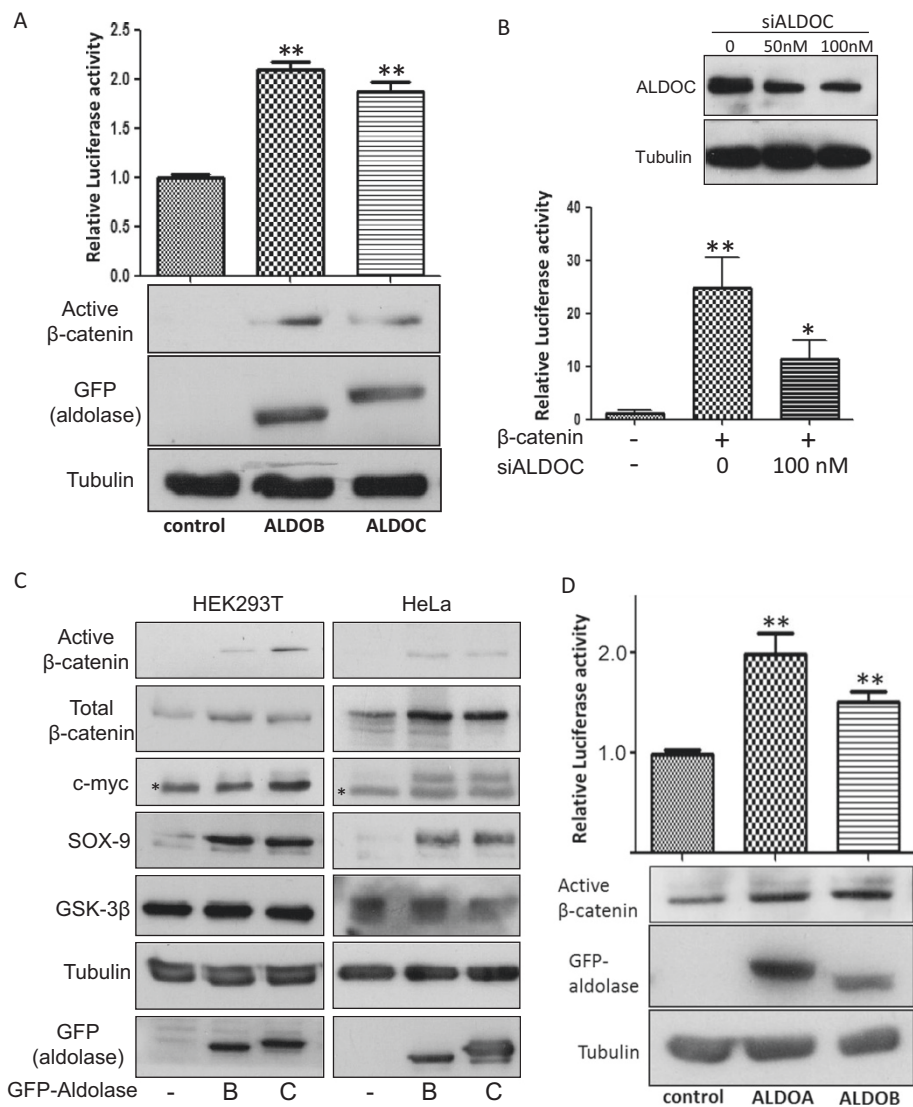 A
Relative Luciferase activity
2.5
2.0
1.5
1.0
0.5
0.0
**
**
Active
β-catenin
GFP
(aldolase)
Tubulin
control ALDOB ALDOC
B
siALDOC
0 50nM 100nM
ALDOC
Tubulin
Relative Luciferase activity
40
30
20
10
0
**
*
β-catenin - + +
siALDOC - 0 100 nM
C
HEK293T HeLa
Active
β-catenin
Total
β-catenin
c-myc * *
SOX-9
GSK-3β
Tubulin
GFP
(aldolase)
GFP-Aldolase - B C - B C
D
Relative Luciferase activity
2.0
1.0
**
**
Active
β-catenin
GFP-
aldolase
Tubulin
control ALDOA ALDOB